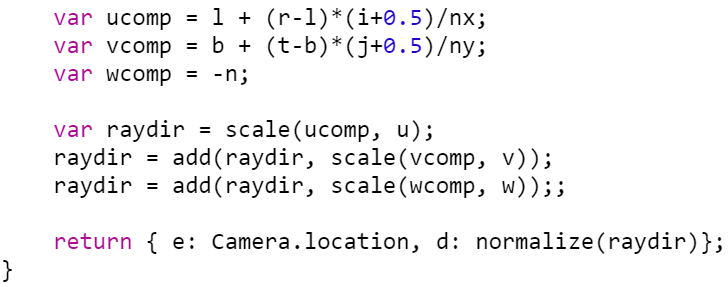 var ucomp = l + (r-l)*(i+0.5)/nx;
var vcomp = b + (t-b)*(j+0.5)/ny;
var wcomp = -n;
var raydir = scale(ucomp, u);
raydir = add(raydir, scale(vcomp, v));
raydir = add(raydir, scale(wcomp, w));;
return { e: Camera.location, d: normalize(raydir)};
}